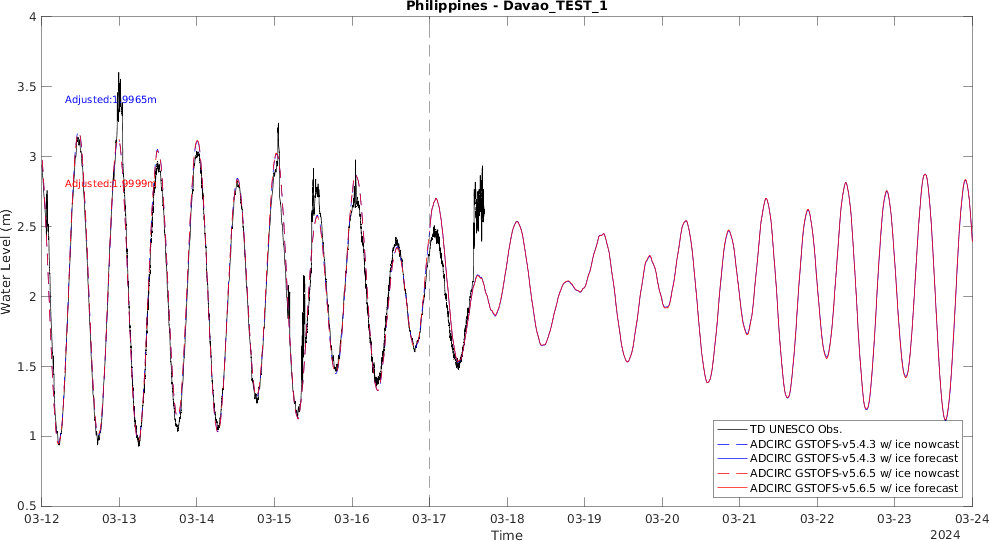 Philippines - Davao_TEST_1
Water Level (m)
4
3.5
3
2.5
2
1.5
1
0.5
Adjusted:1.9965m
Adjusted:1.9999m
TD UNESCO Obs.
ADCIRC GSTOFS-v5.4.3 w/ ice nowcast
ADCIRC GSTOFS-v5.4.3 w/ ice forecast
ADCIRC GSTOFS-v5.6.5 w/ ice nowcast
ADCIRC GSTOFS-v5.6.5 w/ ice forecast
03-12 03-13 03-14 03-15 03-16 03-17 03-18 03-19 03-20 03-21 03-22 03-23 03-24
Time
2024